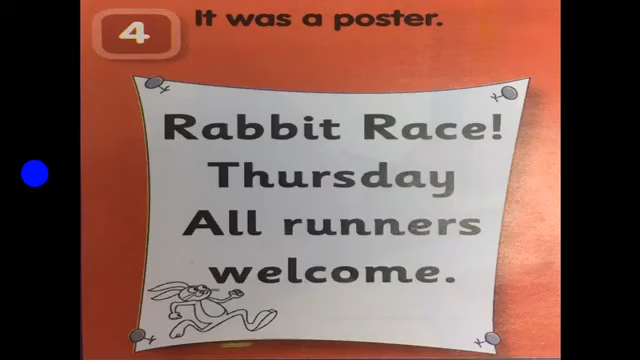 4
It was a poster.
Rabbit Race!
Thursday
All runners
welcome.